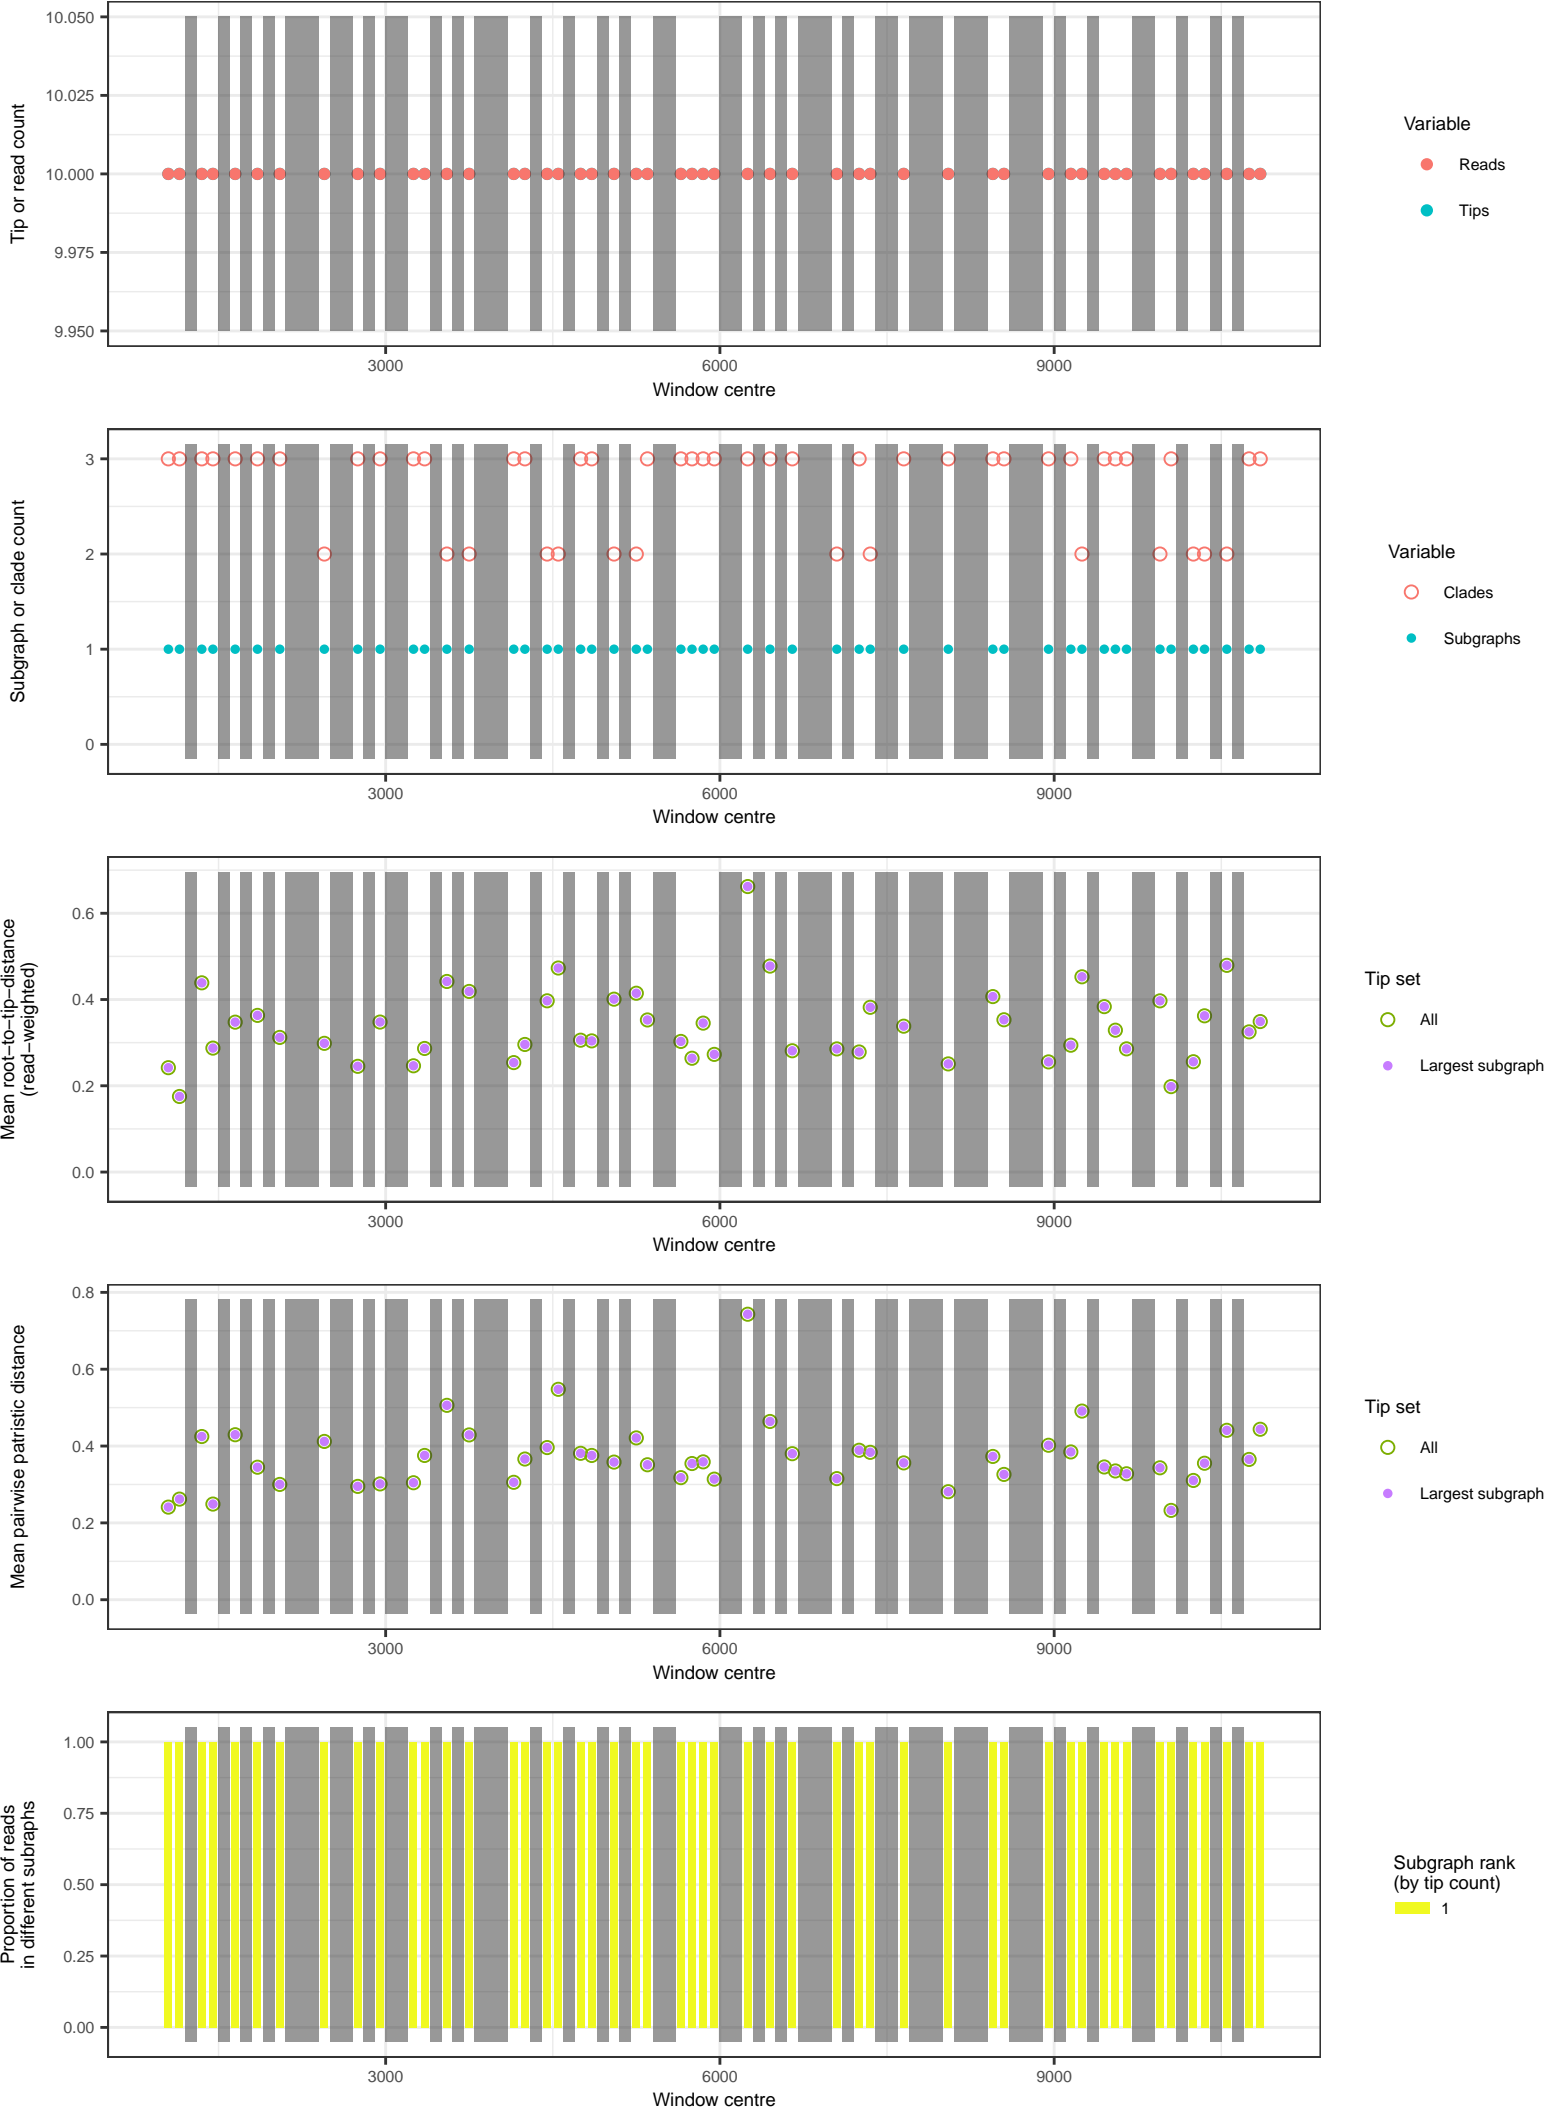 10.050
10.025
10.000
9.975
9.950
Tip or read count
3000 6000 9000
Window centre
Variable
Reads
Tips
3
2
1
0
Subgraph or clade count
3000 6000 9000
Window centre
Variable
Clades
Subgraphs
0.6
0.4
0.2
0.0
Mean root−to−tip−distance
(read−weighted)
3000 6000 9000
Window centre
Tip set
All
Largest subgraph
0.8
0.6
0.4
0.2
0.0
Mean pairwise patristic distance
3000 6000 9000
Window centre
Tip set
All
Largest subgraph
1.00
0.75
0.50
0.25
0.00
Proportion of reads
in different subraphs
3000 6000 9000
Window centre
Subgraph rank
(by tip count)
1